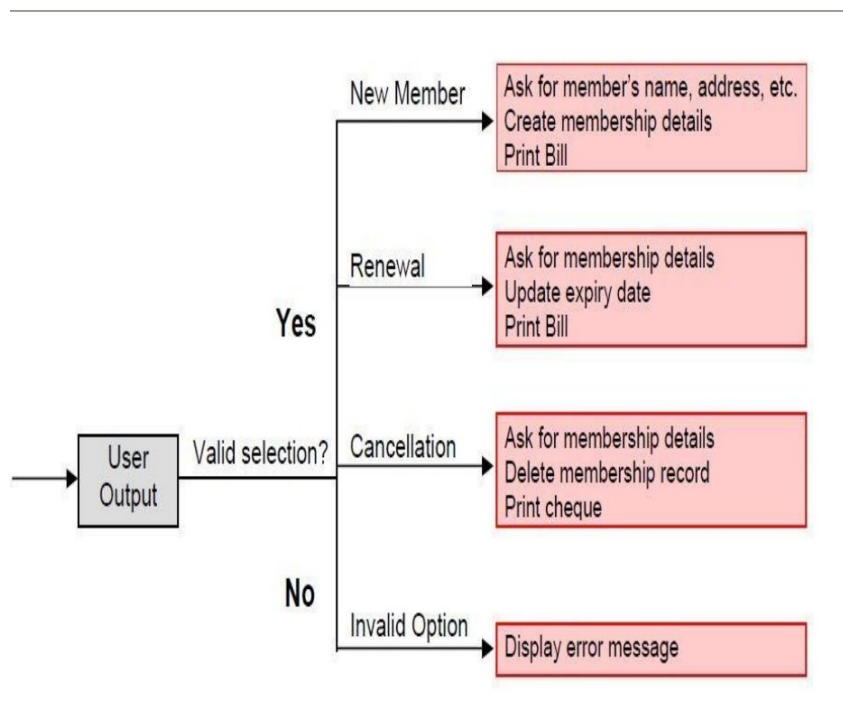 New Member
Ask for member's name, address, etc.
Create membership details
Print Bill
Renewal
Ask for membership details
Update expiry date
Print Bill
Yes
User
Output
Valid selection?
Cancellation
Ask for membership details
Delete membership record
Print cheque
No
Invalid Option
Display error message